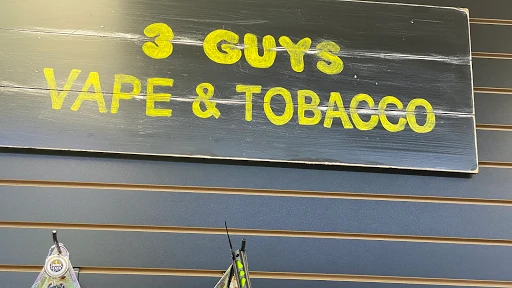 3 GUYS
VAPE & TOBACCO